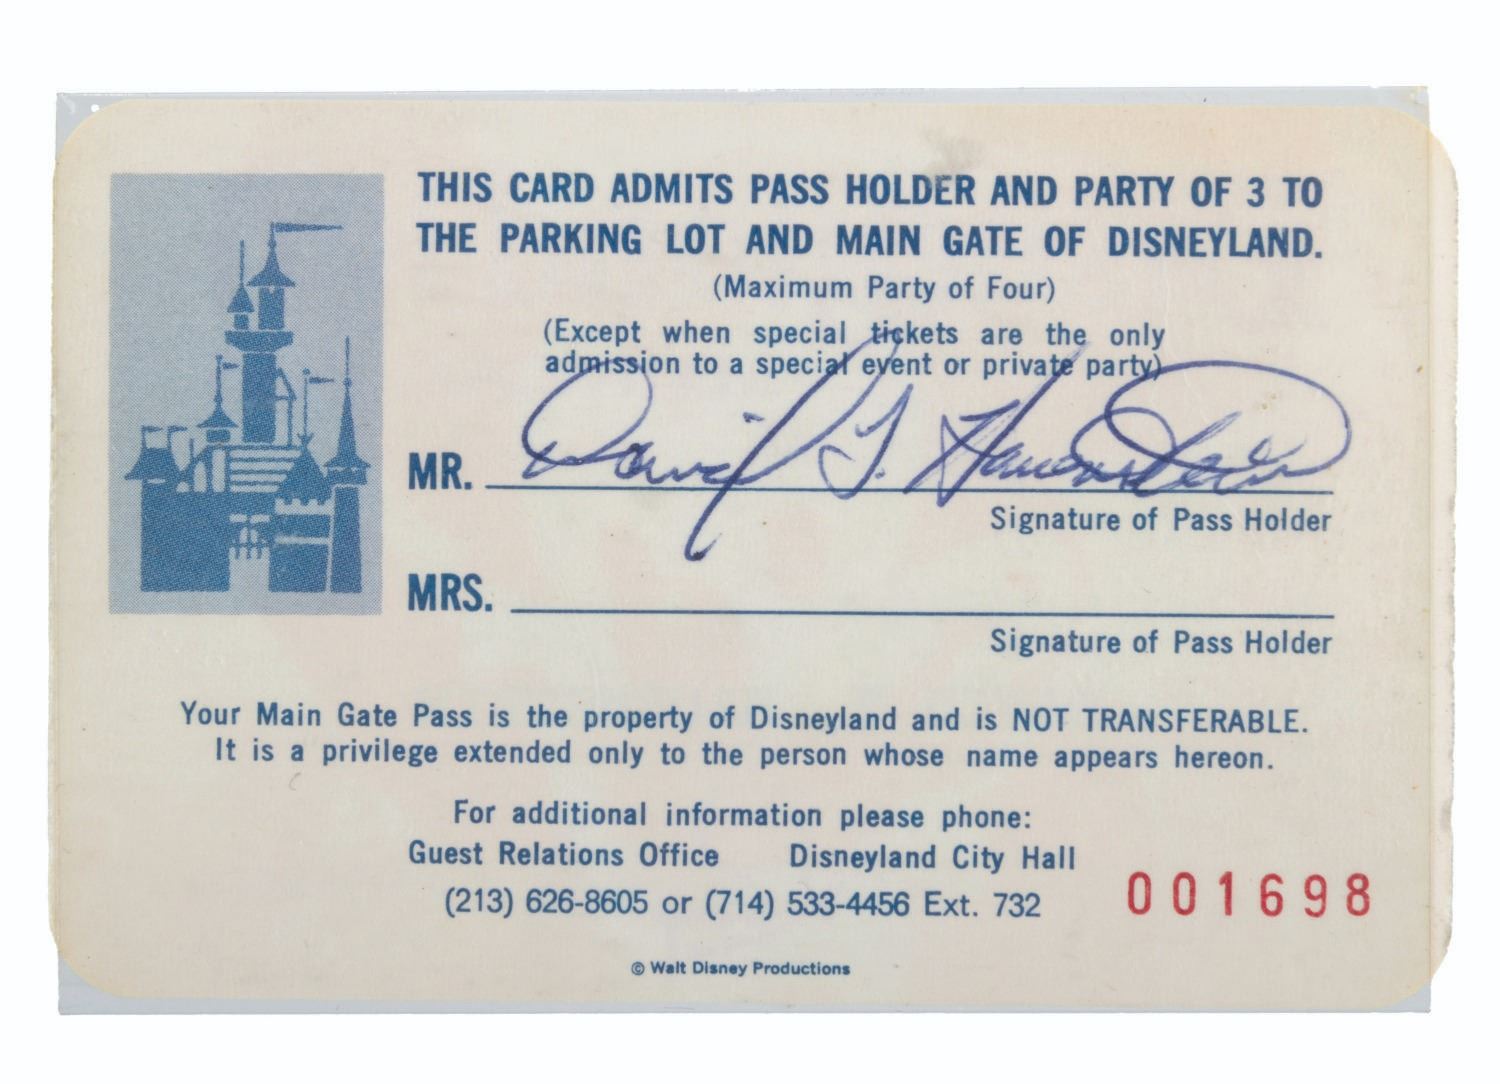 THIS CARD ADMITS PASS HOLDER AND PARTY OF 3 TO
THE PARKING LOT AND MAIN GATE OF DISNEYLAND.
(Maximum Party of Four)
(Except when special tickets are the only
admission to a special event or private party)
MR. David
Signature of Pass Holder
MRS.
Signature of Pass Holder
Your Main Gate Pass is the property of Disneyland and is NOT TRANSFERABLE.
It is a privilege extended only to the person whose name appears hereon.
For additional information please phone:
Guest Relations Office Disneyland City Hall
(213) 626-8605 or (714) 533-4456 Ext. 732
001698
© Walt Disney Productions